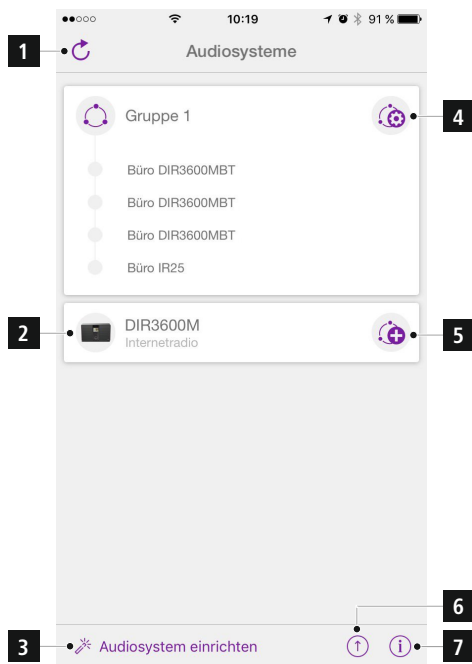 10:19
91 %
1
Audiosysteme
Gruppe 1
4
Büro DIR3600MBT
Büro DIR3600MBT
Büro DIR3600MBT
Büro IR25
2
DIR3600M
Internetradio
5
6
3
Audiosystem einrichten
i
7